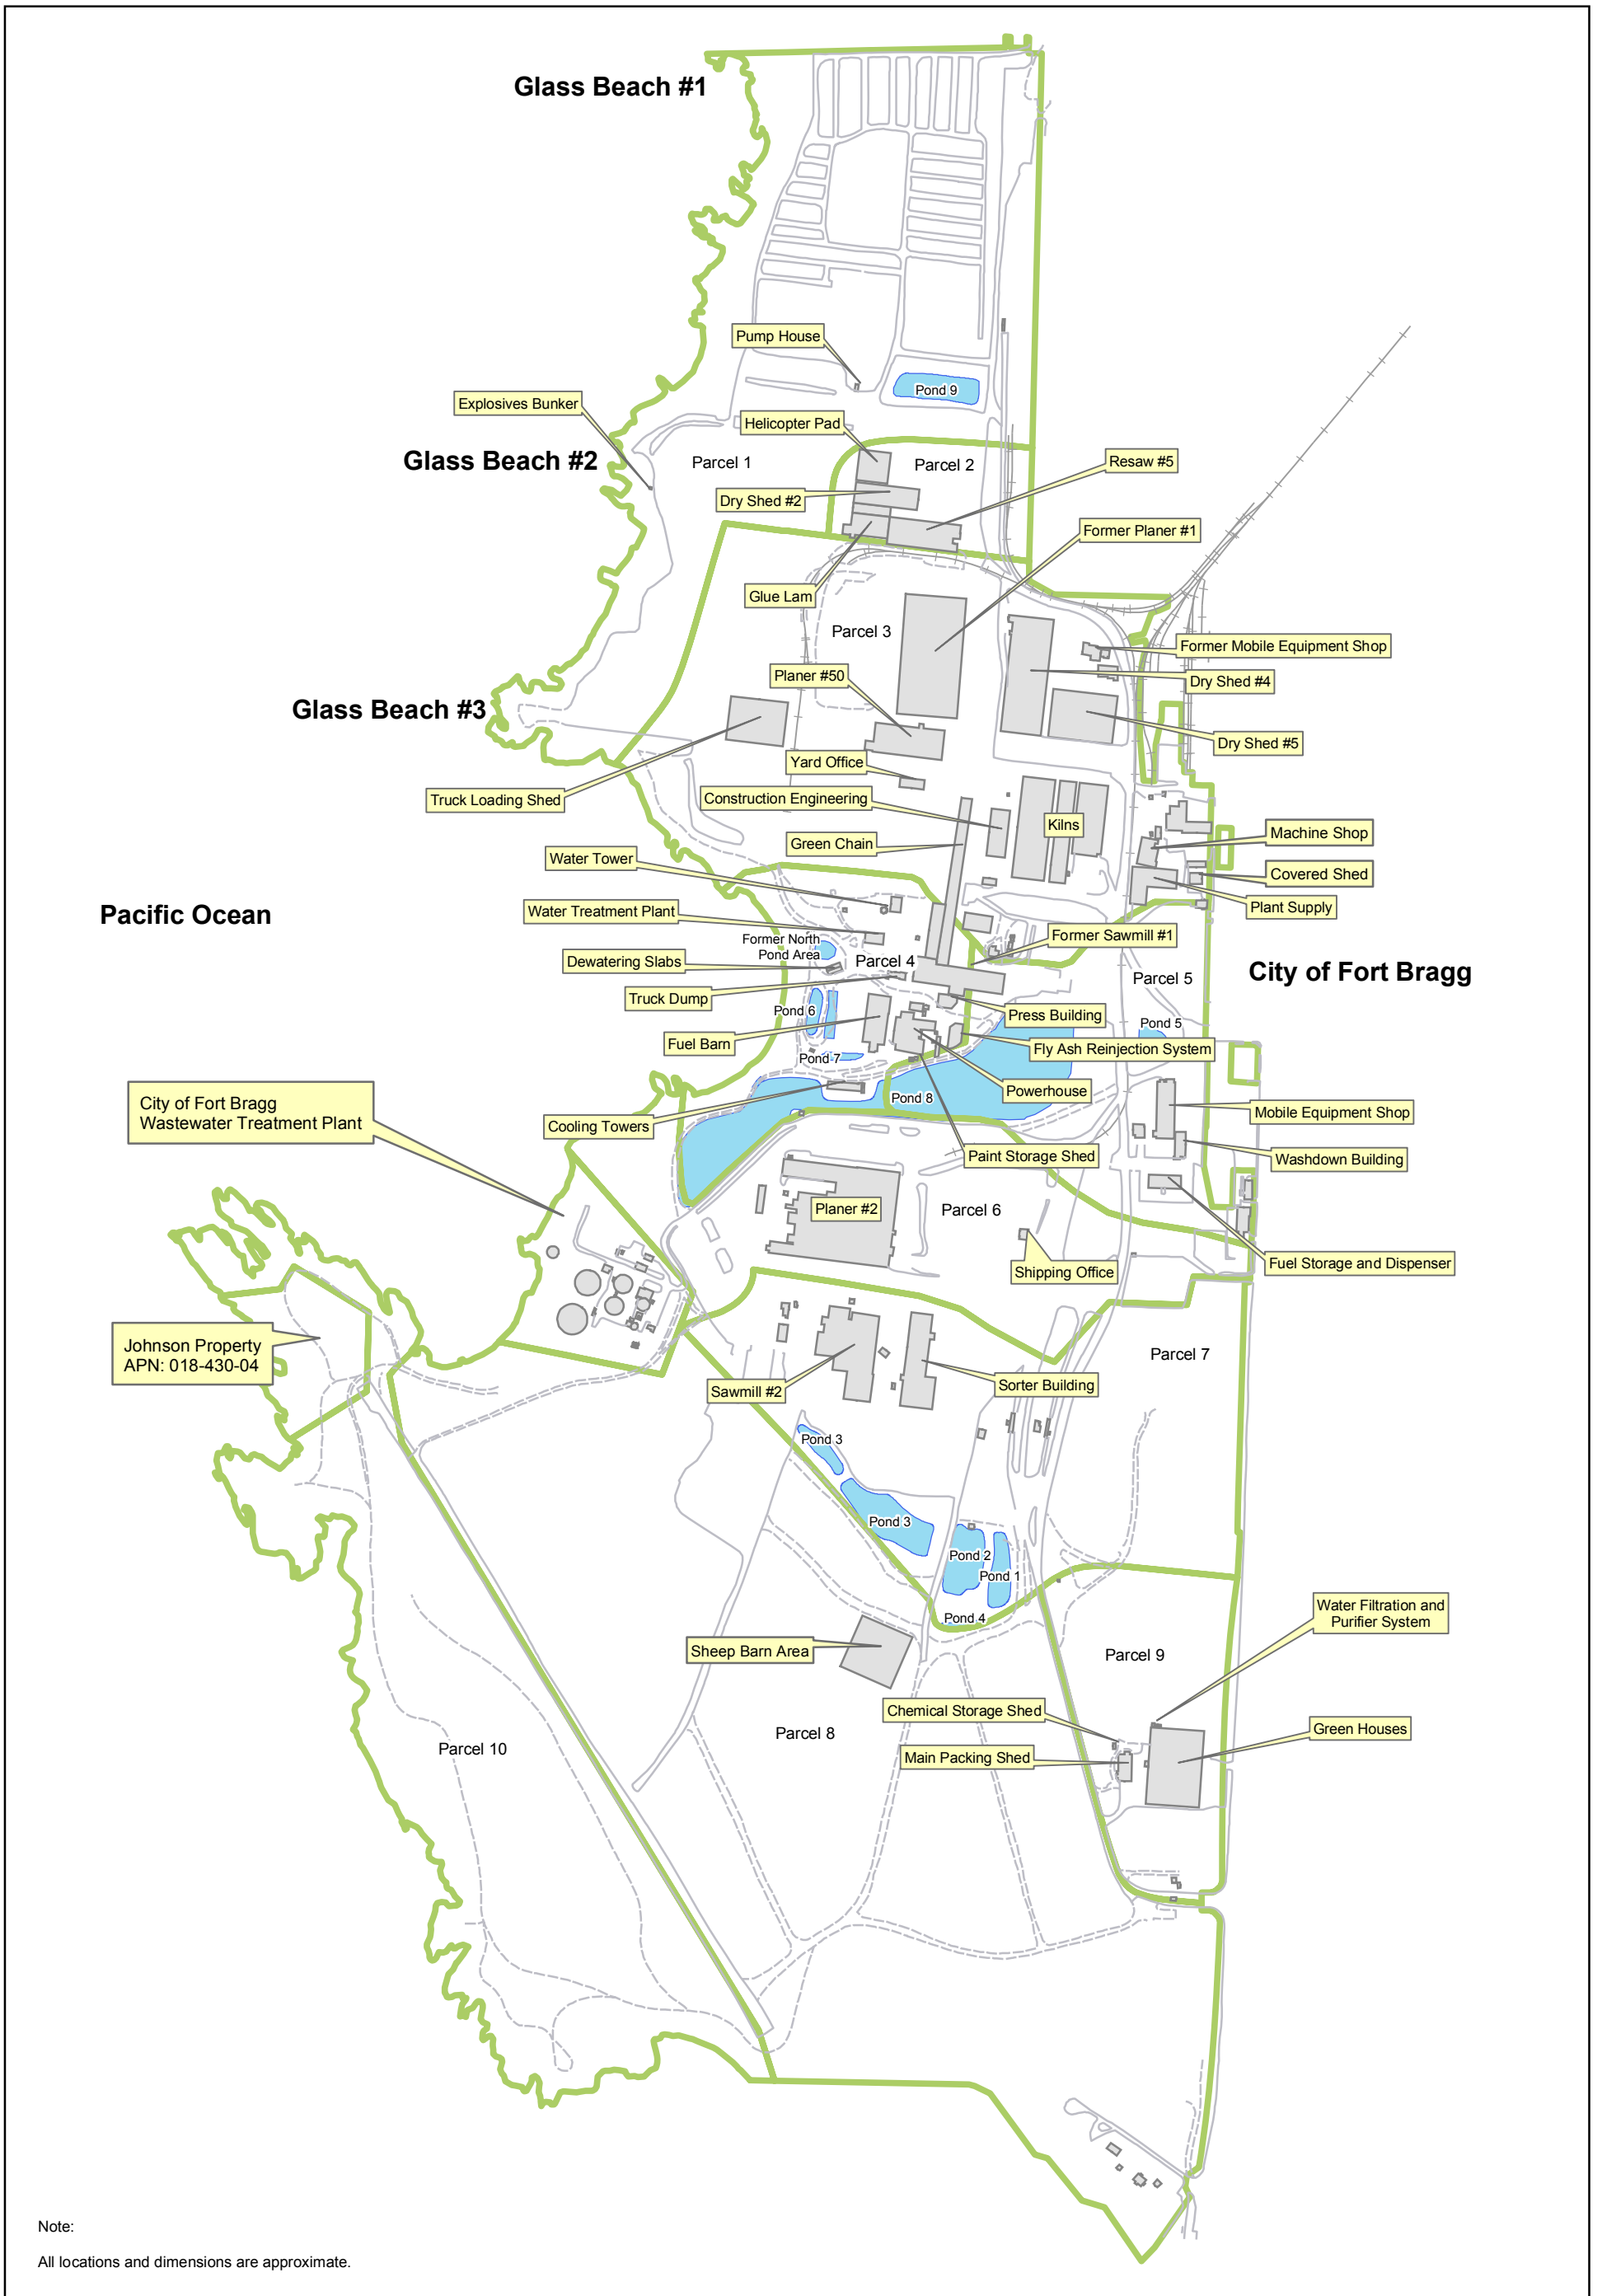 Glass Beach #1
Pump House
Pond 9
Explosives Bunker
Helicopter Pad
Glass Beach #2
Parcel 1
Parcel 2
Resaw #5
Dry Shed #2
Former Planer #1
Glue Lam
Parcel 3
Former Mobile Equipment Shop
Planer #50
Dry Shed #4
Glass Beach #3
Dry Shed #5
Yard Office
Truck Loading Shed
Construction Engineering
Kilns
Machine Shop
Green Chain
Water Tower
Covered Shed
Pacific Ocean
Water Treatment Plant
Plant Supply
Former North
Pond Area
Former Sawmill #1
Dewatering Slabs
Parcel 4
Parcel 5
City of Fort Bragg
Truck Dump
Pond 6
Press Building
Pond 5
Fuel Barn
Fly Ash Reinjection System
Pond 7
Powerhouse
City of Fort Bragg
Wastewater Treatment Plant
Pond 8
Mobile Equipment Shop
Cooling Towers
Paint Storage Shed
Washdown Building
Planer #2
Parcel 6
Shipping Office
Fuel Storage and Dispenser
Johnson Property
APN: 018-430-04
Parcel 7
Sawmill #2
Sorter Building
Pond 3
Pond 3
Pond 2
Pond 1
Pond 4
Water Filtration and
Purifier System
Sheep Barn Area
Parcel 9
Chemical Storage Shed
Parcel 8
Green Houses
Parcel 10
Main Packing Shed
Note:
All locations and dimensions are approximate.